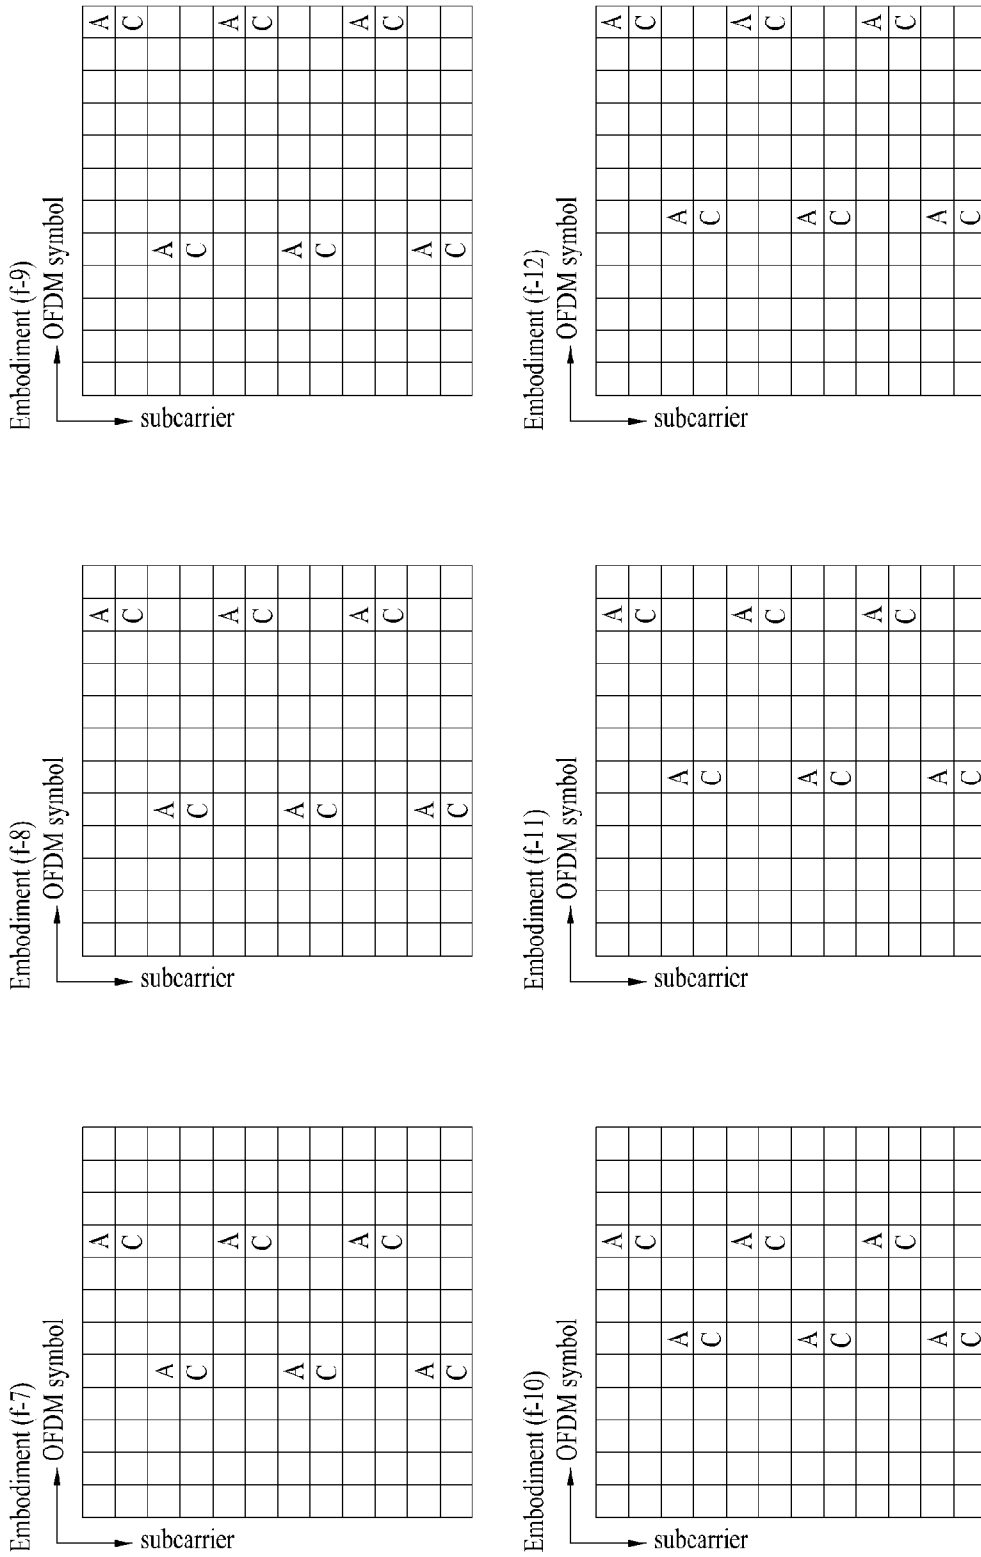 Embodiment (f-7)
OFDM symbol
subcarrier
A
C
A
C
A
C
A
C
A
C
A
C
Embodiment (f-8)
OFDM symbol
subcarrier
A
C
A
C
A
C
A
C
A
C
A
C
Embodiment (f-9)
OFDM symbol
subcarrier
A
C
A
C
A
C
A
C
A
C
A
C
Embodiment (f-10)
OFDM symbol
subcarrier
A
C
A
C
A
C
A
C
A
C
A
C
Embodiment (f-11)
OFDM symbol
subcarrier
A
C
A
C
A
C
A
C
A
C
A
C
Embodiment (f-12)
OFDM symbol
subcarrier
A
C
A
C
A
C
A
C
A
C
A
C